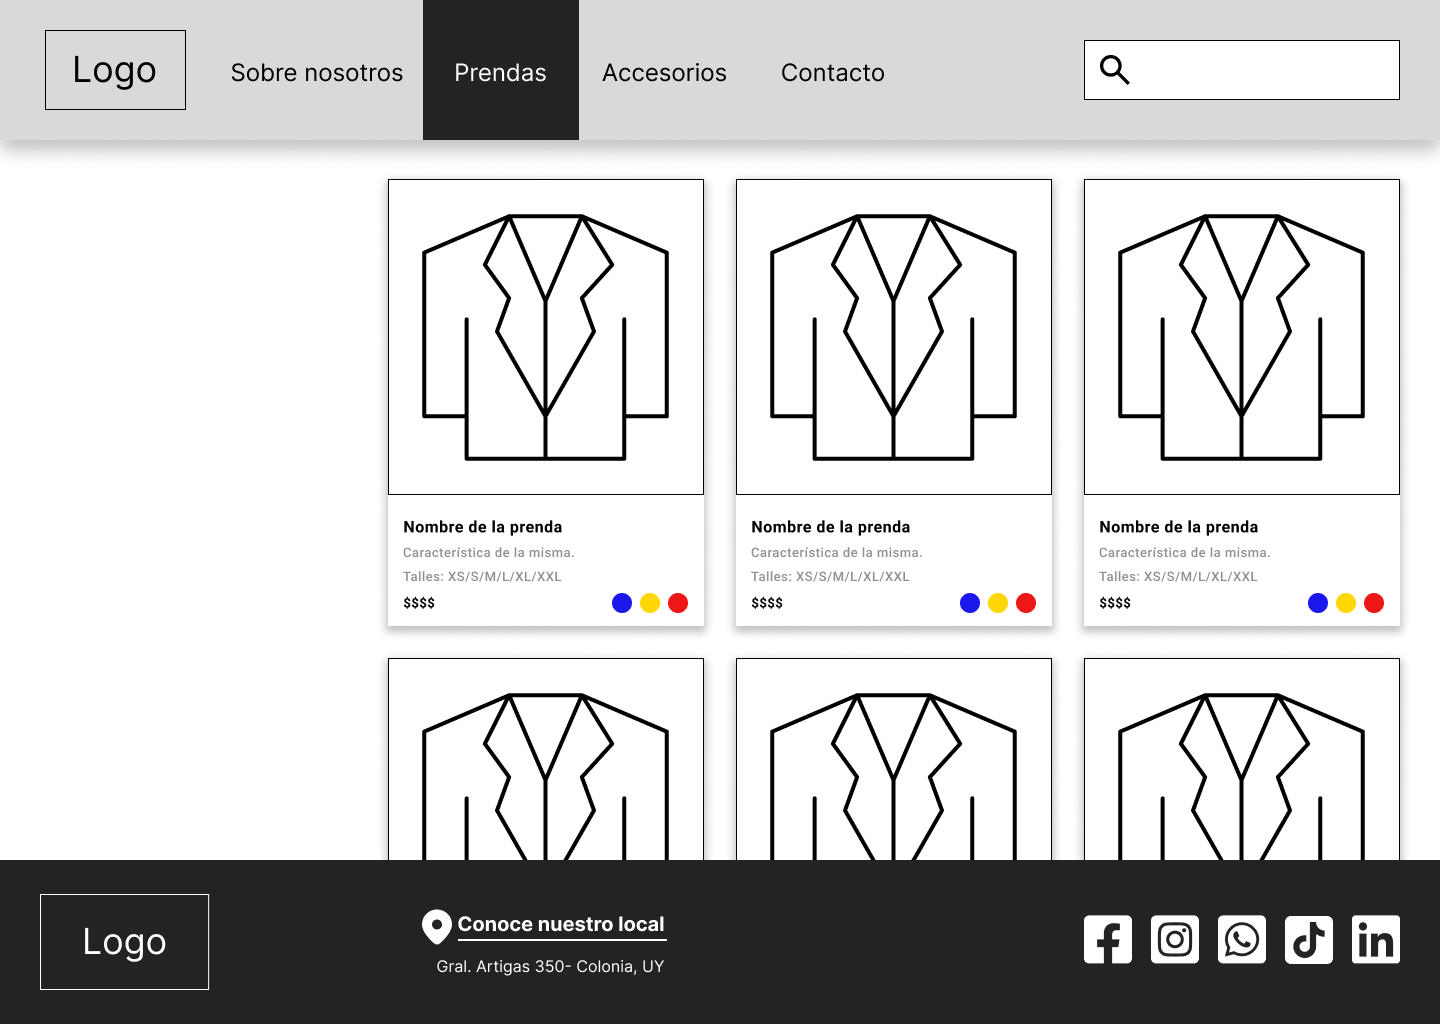 Logo
Sobre nosotros
Prendas
Accesorios
Contacto
Nombre de la prenda
Característica de la misma.
Talles: XS/S/M/L/XL/XXL
$$$$
Nombre de la prenda
Característica de la misma.
Talles: XS/S/M/L/XL/XXL
$$$$
Nombre de la prenda
Característica de la misma.
Talles: XS/S/M/L/XL/XXL
$$$$
Logo
Conoce nuestro local
Gral. Artigas 350- Colonia, UY